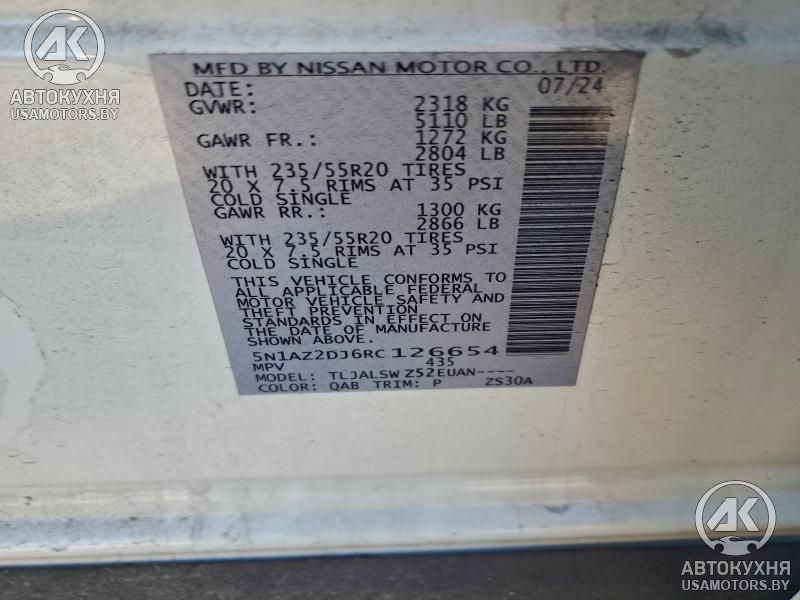 AK
АВТОКУХНЯ
USAMOTORS.BY
MFD BY NISSAN MOTOR CO., LTD.
DATE: 07/24
GVWR: 2318 KG
5110 LB
GAWR FR.: 1272 KG
2804 LB
WITH 235/55R20 TIRES
20 X 7.5 RIMS AT 35 PSI
COLD SINGLE
GAWR RR.: 1300 KG
2866 LB
WITH 235/55R20 TIRES
20 X 7.5 RIMS AT 35 PSI
COLD SINGLE
THIS VEHICLE CONFORMS TO
ALL APPLICABLE FEDERAL
MOTOR VEHICLE SAFETY AND
THEFT PREVENTION
STANDARDS IN EFFECT ON
THE DATE OF MANUFACTURE
SHOWN ABOVE.
5N1AZ2DJ6RC126654
MPV 435
MODEL: TLJALSW Z52EUAN----
COLOR: QAB TRIM: P ZS30A
AK
АВТОКУХНЯ
USAMOTORS.BY